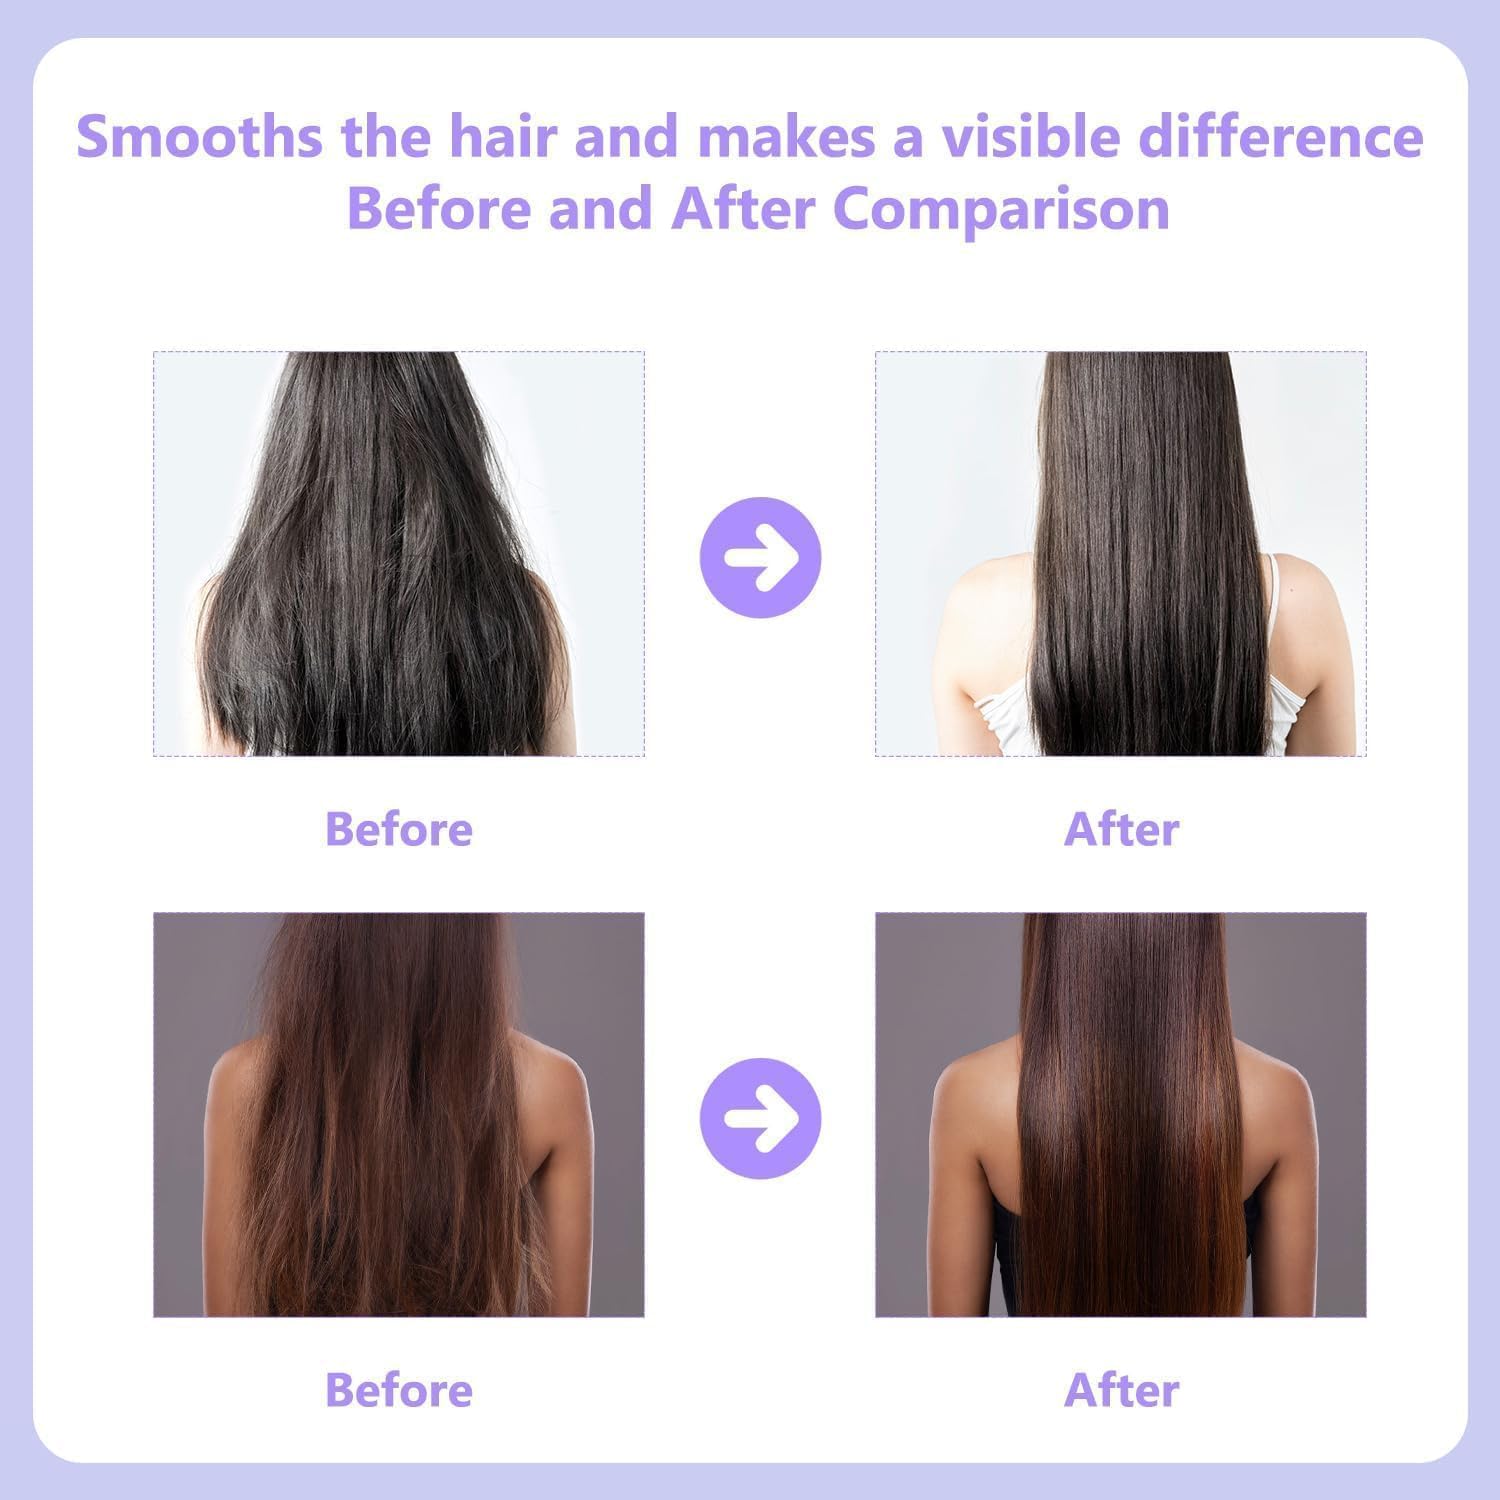 Smooths the hair and makes a visible difference
Before and After Comparison
Before
After
Before
After